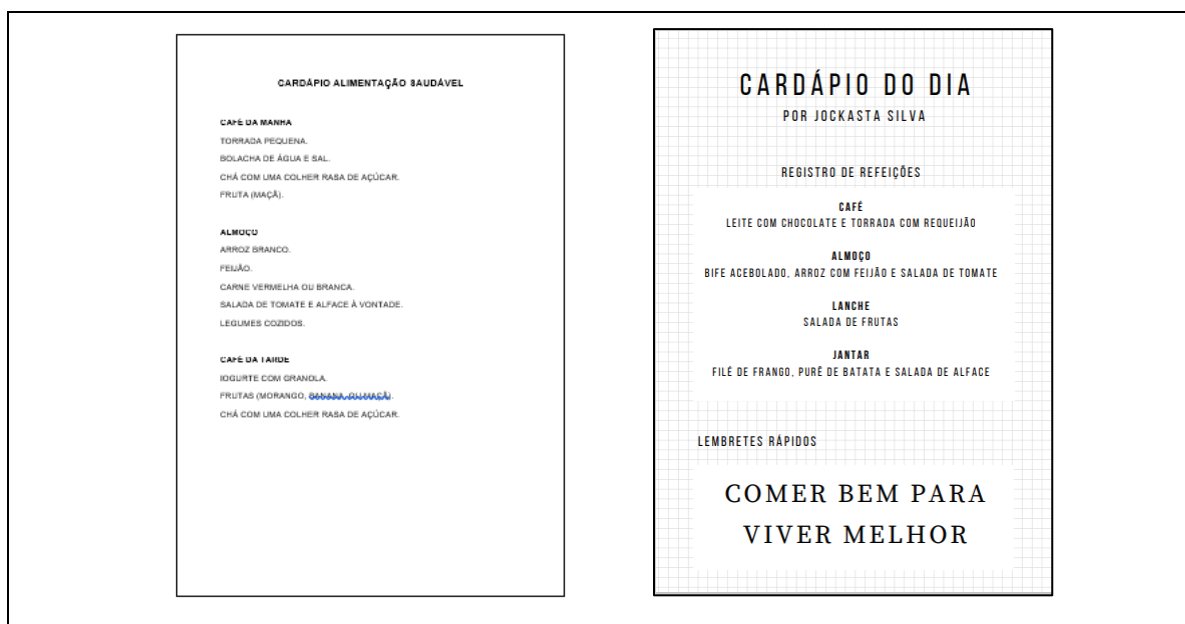 CARDÁPIO ALIMENTAÇÃO SAUDÁVEL
CAFÉ DA MANHA
TORRADA PEQUENA.
BOLACHA DE ÁGUA E SAL.
CHÁ COM UMA COLHER RASA DE AÇÚCAR.
FRUTA (MAÇÃ).
ALMOÇO
ARROZ BRANCO.
FEIJÃO.
CARNE VERMELHA OU BRANCA.
SALADA DE TOMATE E ALFACE À VONTADE.
LEGUMES COZIDOS.
CAFÉ DA TARDE
IOGURTE COM GRANOLA.
FRUTAS (MORANGO, BANANA, OU MAÇÃ).
CHÁ COM UMA COLHER RASA DE AÇÚCAR.
CARDÁPIO DO DIA
POR JOCKASTA SILVA
REGISTRO DE REFEIÇÕES
CAFÉ
LEITE COM CHOCOLATE E TORRADA COM REQUEIJÃO
ALMOÇO
BIFE ACEBOLADO, ARROZ COM FEIJÃO E SALADA DE TOMATE
LANCHE
SALADA DE FRUTAS
JANTAR
FILÉ DE FRANGO, PURÊ DE BATATA E SALADA DE ALFACE
LEMBRETES RÁPIDOS
COMER BEM PARA
VIVER MELHOR